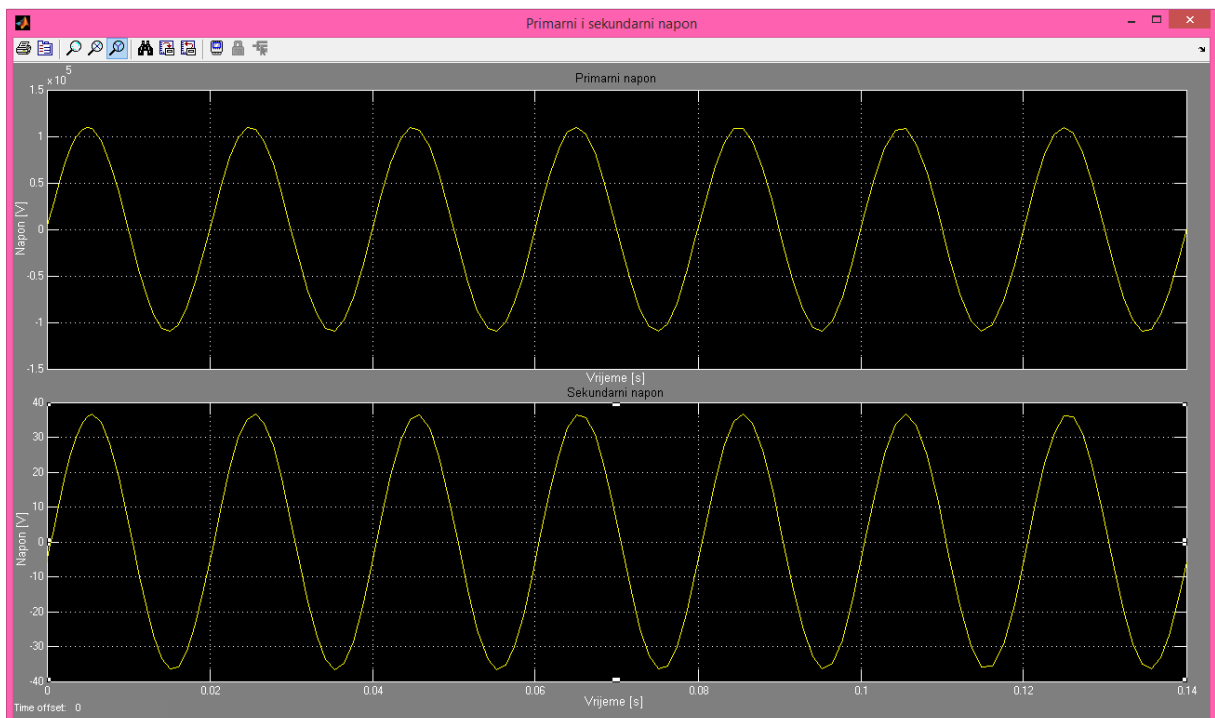 Primarni i sekundarni napon
x 10^5
Primarni napon
1.5
1
0.5
0
-0.5
-1
-1.5
Napon [V]
Vrijeme [s]
Sekundarni napon
40
30
20
10
0
-10
-20
-30
-40
Napon [V]
0 0.02 0.04 0.06 0.08 0.1 0.12 0.14
Vrijeme [s]
Time offset: 0